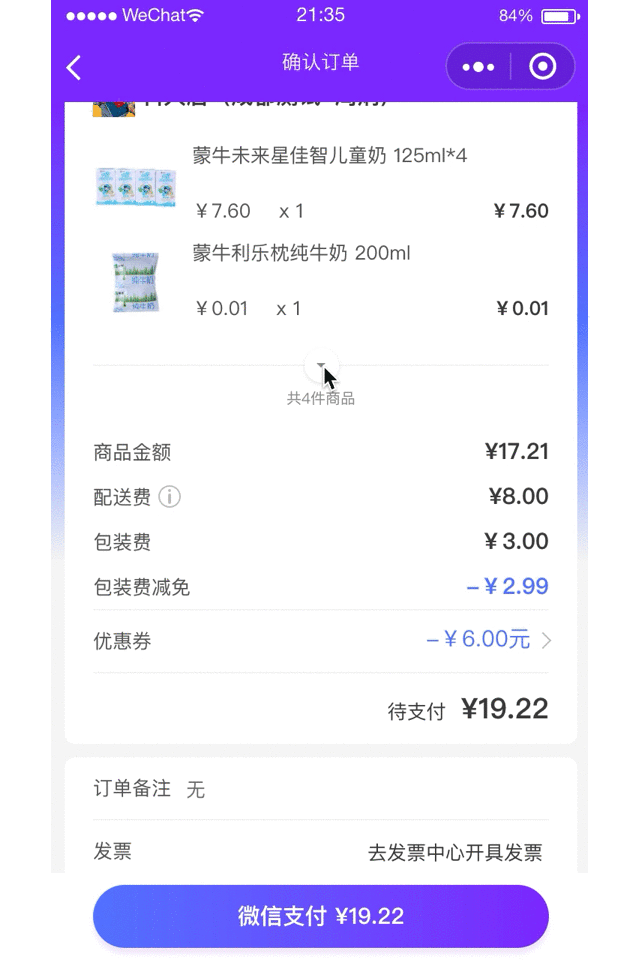 WeChat 21:35 84%
确认订单
蒙牛未来星佳智儿童奶 125ml*4
¥7.60 x 1 ¥7.60
蒙牛利乐枕纯牛奶 200ml
¥0.01 x 1 ¥0.01
共4件商品
商品金额 ¥17.21
配送费 ¥8.00
包装费 ¥3.00
包装费减免 -¥2.99
优惠券 -¥6.00元
待支付 ¥19.22
订单备注 无
发票 去发票中心开具发票
微信支付 ¥19.22